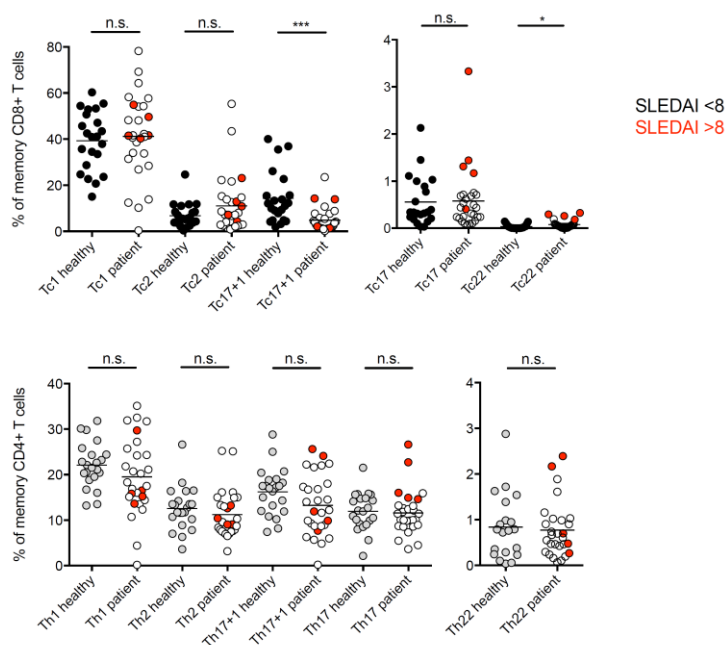 n.s. n.s. ***
% of memory CD8+ T cells
80
60
40
20
0
Tc1 healthy
Tc1 patient
Tc2 healthy
Tc2 patient
Tc17+1 healthy
Tc17+1 patient
n.s. *
4
3
2
1
0
Tc17 healthy
Tc17 patient
Tc22 healthy
Tc22 patient
SLEDAI <8
SLEDAI >8
n.s. n.s. n.s. n.s.
% of memory CD4+ T cells
40
30
20
10
0
Th1 healthy
Th1 patient
Th2 healthy
Th2 patient
Th17+1 healthy
Th17+1 patient
Th17 healthy
Th17 patient
n.s.
4
3
2
1
0
Th22 healthy
Th22 patient